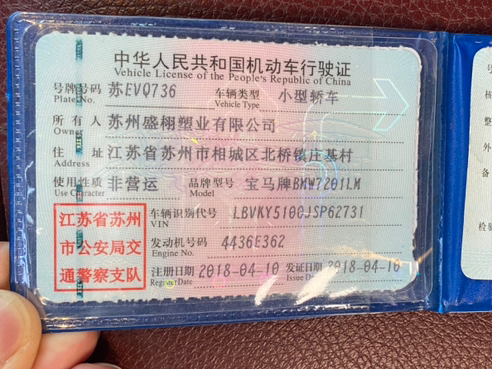 中华人民共和国机动车行驶证
Vehicle License of the People's Republic of China
号牌号码 苏EVQ736 车辆类型 小型轿车
Plate No. Vehicle Type
所有人 苏州盛栩塑业有限公司
Owner
住址 江苏省苏州市相城区北桥镇庄基村
Address
使用性质 非营运 品牌型号 宝马牌BMW7201LM
Use Character Model
江苏省苏州
市公安局交
通警察支队
车辆识别代号 LBVKY5100JSP62731
VIN
发动机号码 4436E362
Engine No.
注册日期 2018-04-10 发证日期 2018-04-10
Register Date Issue Date